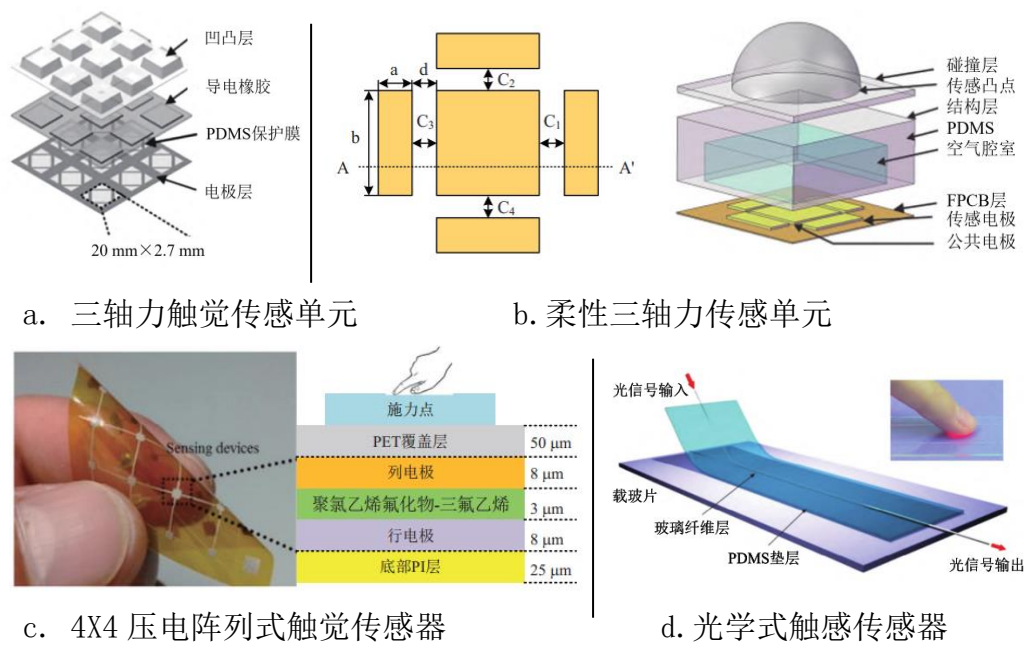 凹凸层
导电橡胶
PDMS保护膜
电极层
20 mm×2.7 mm
a
d
b
C₂
C₃
C₁
C₄
A
A'
碰撞层
传感凸点
结构层
PDMS
空气腔室
FPCB层
传感电极
公共电极
a. 三轴力触觉传感单元
b.柔性三轴力传感单元
Sensing devices
施力点
PET覆盖层
50 μm
列电极
8 μm
聚氯乙烯氟化物-三氟乙烯
3 μm
行电极
8 μm
底部PI层
25 μm
光信号输入
载玻片
玻璃纤维层
PDMS垫层
光信号输出
c. 4X4 压电阵列式触觉传感器
d.光学式触感传感器